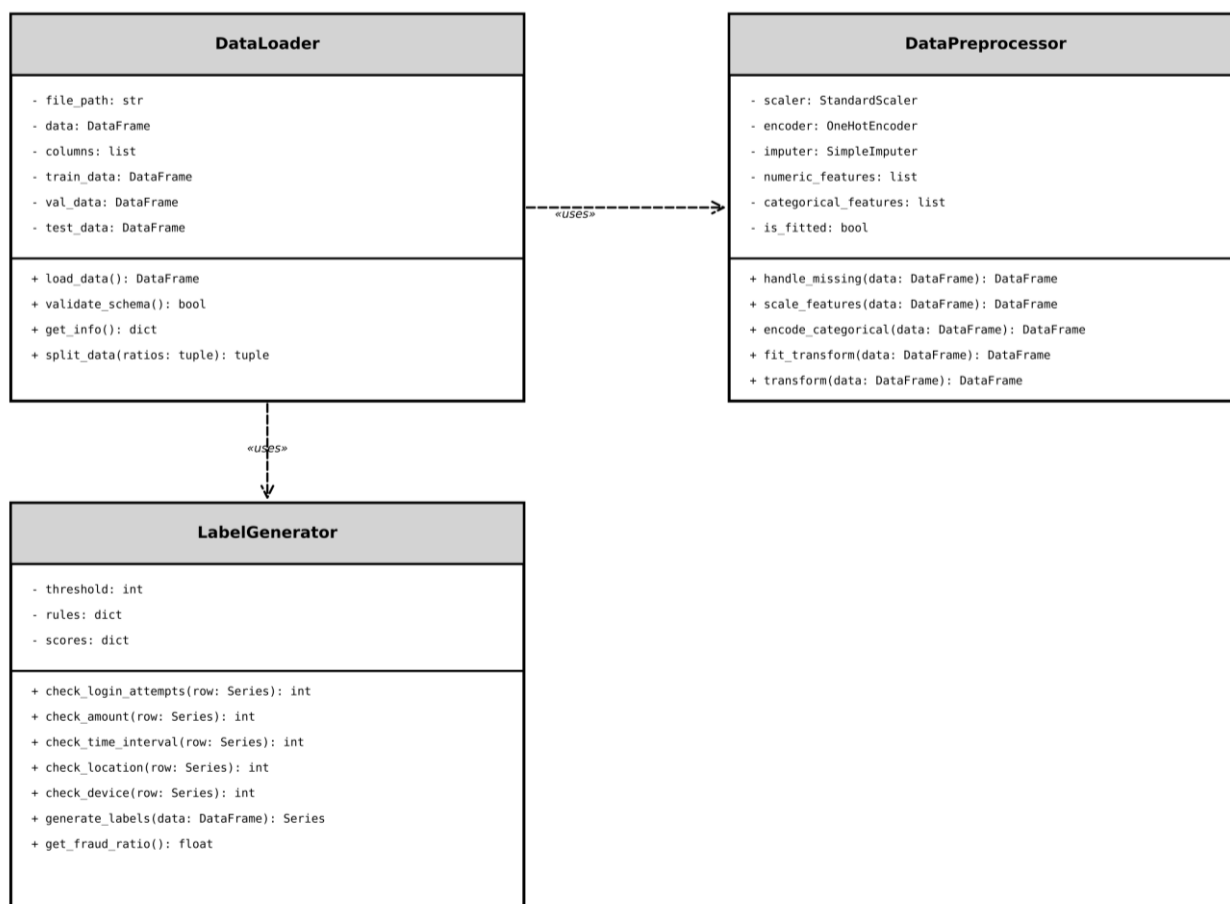 DataLoader
- file_path: str
- data: DataFrame
- columns: list
- train_data: DataFrame
- val_data: DataFrame
- test_data: DataFrame
+ load_data(): DataFrame
+ validate_schema(): bool
+ get_info(): dict
+ split_data(ratios: tuple): tuple
«uses»
DataPreprocessor
- scaler: StandardScaler
- encoder: OneHotEncoder
- imputer: SimpleImputer
- numeric_features: list
- categorical_features: list
- is_fitted: bool
+ handle_missing(data: DataFrame): DataFrame
+ scale_features(data: DataFrame): DataFrame
+ encode_categorical(data: DataFrame): DataFrame
+ fit_transform(data: DataFrame): DataFrame
+ transform(data: DataFrame): DataFrame
«uses»
LabelGenerator
- threshold: int
- rules: dict
- scores: dict
+ check_login_attempts(row: Series): int
+ check_amount(row: Series): int
+ check_time_interval(row: Series): int
+ check_location(row: Series): int
+ check_device(row: Series): int
+ generate_labels(data: DataFrame): Series
+ get_fraud_ratio(): float